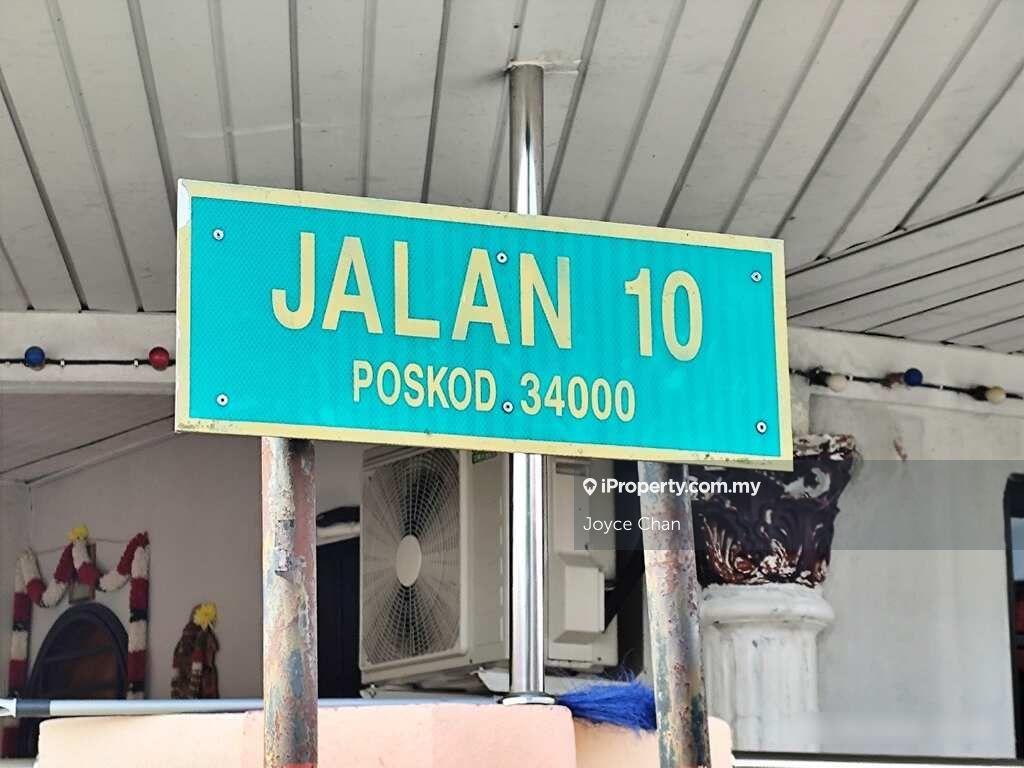 JALAN 10
POSKOD 34000
iProperty.com.my
Joyce Chan